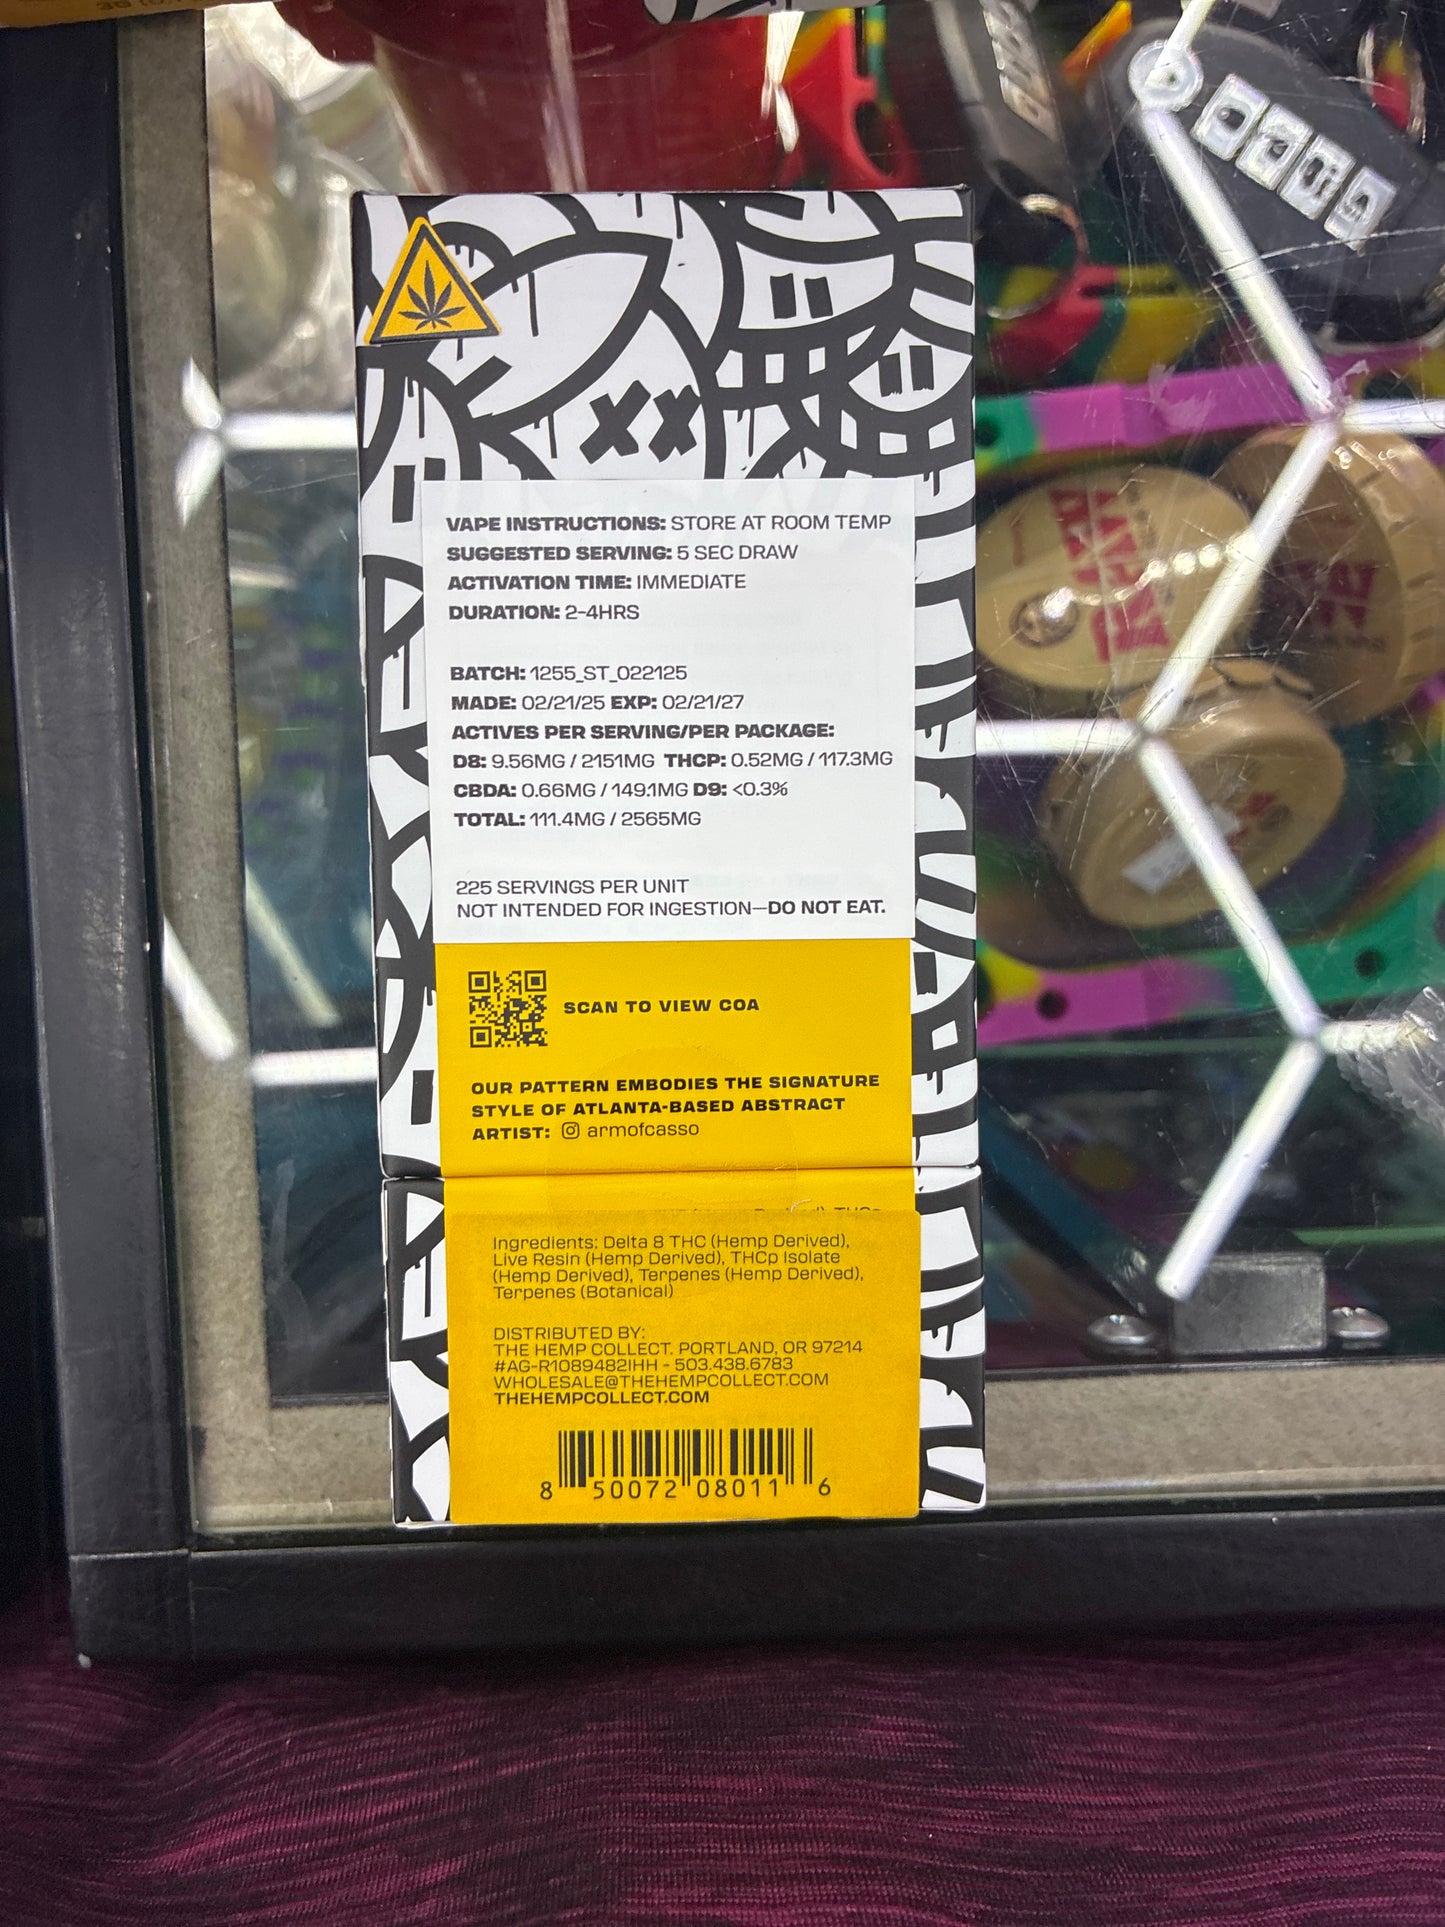 VAPE INSTRUCTIONS: STORE AT ROOM TEMP
SUGGESTED SERVING: 5 SEC DRAW
ACTIVATION TIME: IMMEDIATE
DURATION: 2-4HRS
BATCH: 1255_ST_022125
MADE: 02/21/25 EXP: 02/21/27
ACTIVES PER SERVING/PER PACKAGE:
D8: 9.56MG / 2151MG THCP: 0.52MG / 117.3MG
CBDA: 0.66MG / 149.1MG D9: <0.3%
TOTAL: 111.4MG / 2565MG
225 SERVINGS PER UNIT
NOT INTENDED FOR INGESTION—DO NOT EAT.
SCAN TO VIEW COA
OUR PATTERN EMBODIES THE SIGNATURE
STYLE OF ATLANTA-BASED ABSTRACT
ARTIST: armofcasso
Ingredients: Delta 8 THC (Hemp Derived),
Live Resin (Hemp Derived), THCp Isolate
(Hemp Derived), Terpenes (Hemp Derived),
Terpenes (Botanical)
DISTRIBUTED BY:
THE HEMP COLLECT. PORTLAND, OR 97214
#AG-R1089482IHH - 503.438.6783
WHOLESALE@THEHEMPCOLLECT.COM
THEHEMPCOLLECT.COM
8 50072 08011 6
RAW